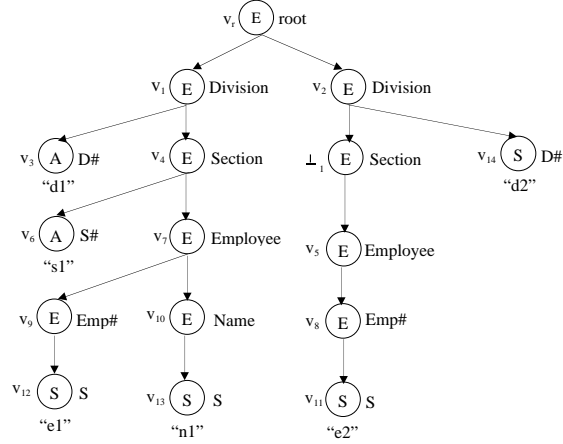 vr E root
v1 E Division v2 E Division
v3 A D# v4 E Section ⊥1 E Section v14 S D#
“d1” “d2”
v6 A S# v7 E Employee v5 E Employee
“s1”
v9 E Emp# v10 E Name v8 E Emp#
v12 S S v13 S S v11 S S
“e1” “n1” “e2”